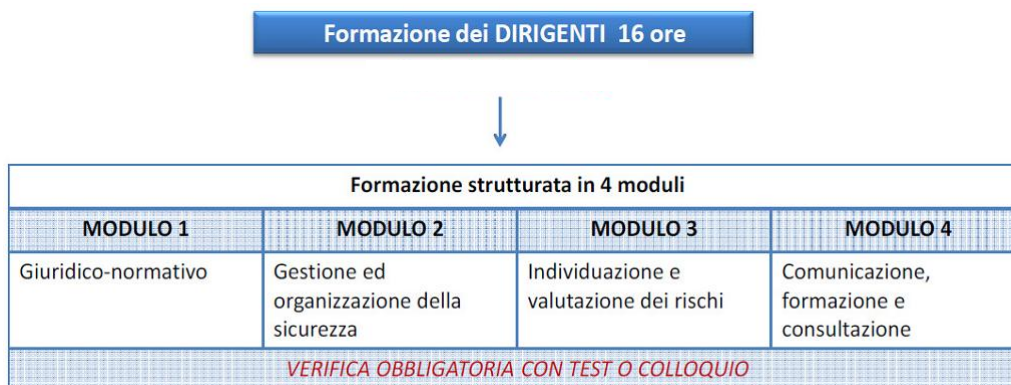 Formazione dei DIRIGENTI 16 ore
Formazione strutturata in 4 moduli
MODULO 1
MODULO 2
MODULO 3
MODULO 4
Giuridico-normativo
Gestione ed
organizzazione della
sicurezza
Individuazione e
valutazione dei rischi
Comunicazione,
formazione e
consultazione
VERIFICA OBBLIGATORIA CON TEST O COLLOQUIO